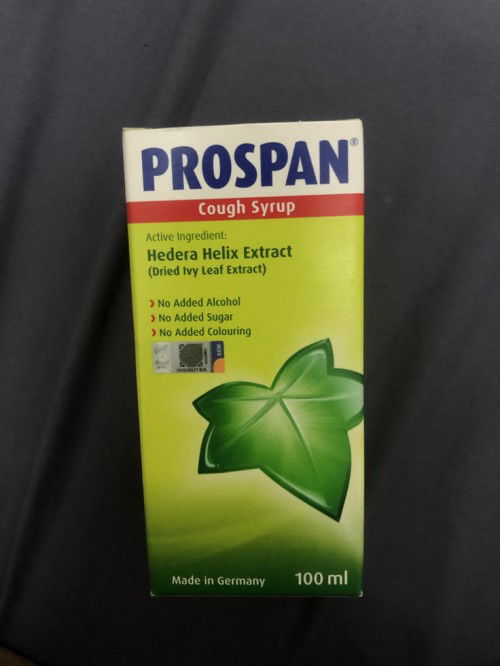 PROSPAN®
Cough Syrup
Active Ingredient:
Hedera Helix Extract
(Dried Ivy Leaf Extract)
No Added Alcohol
No Added Sugar
No Added Colouring
Made in Germany
100 ml